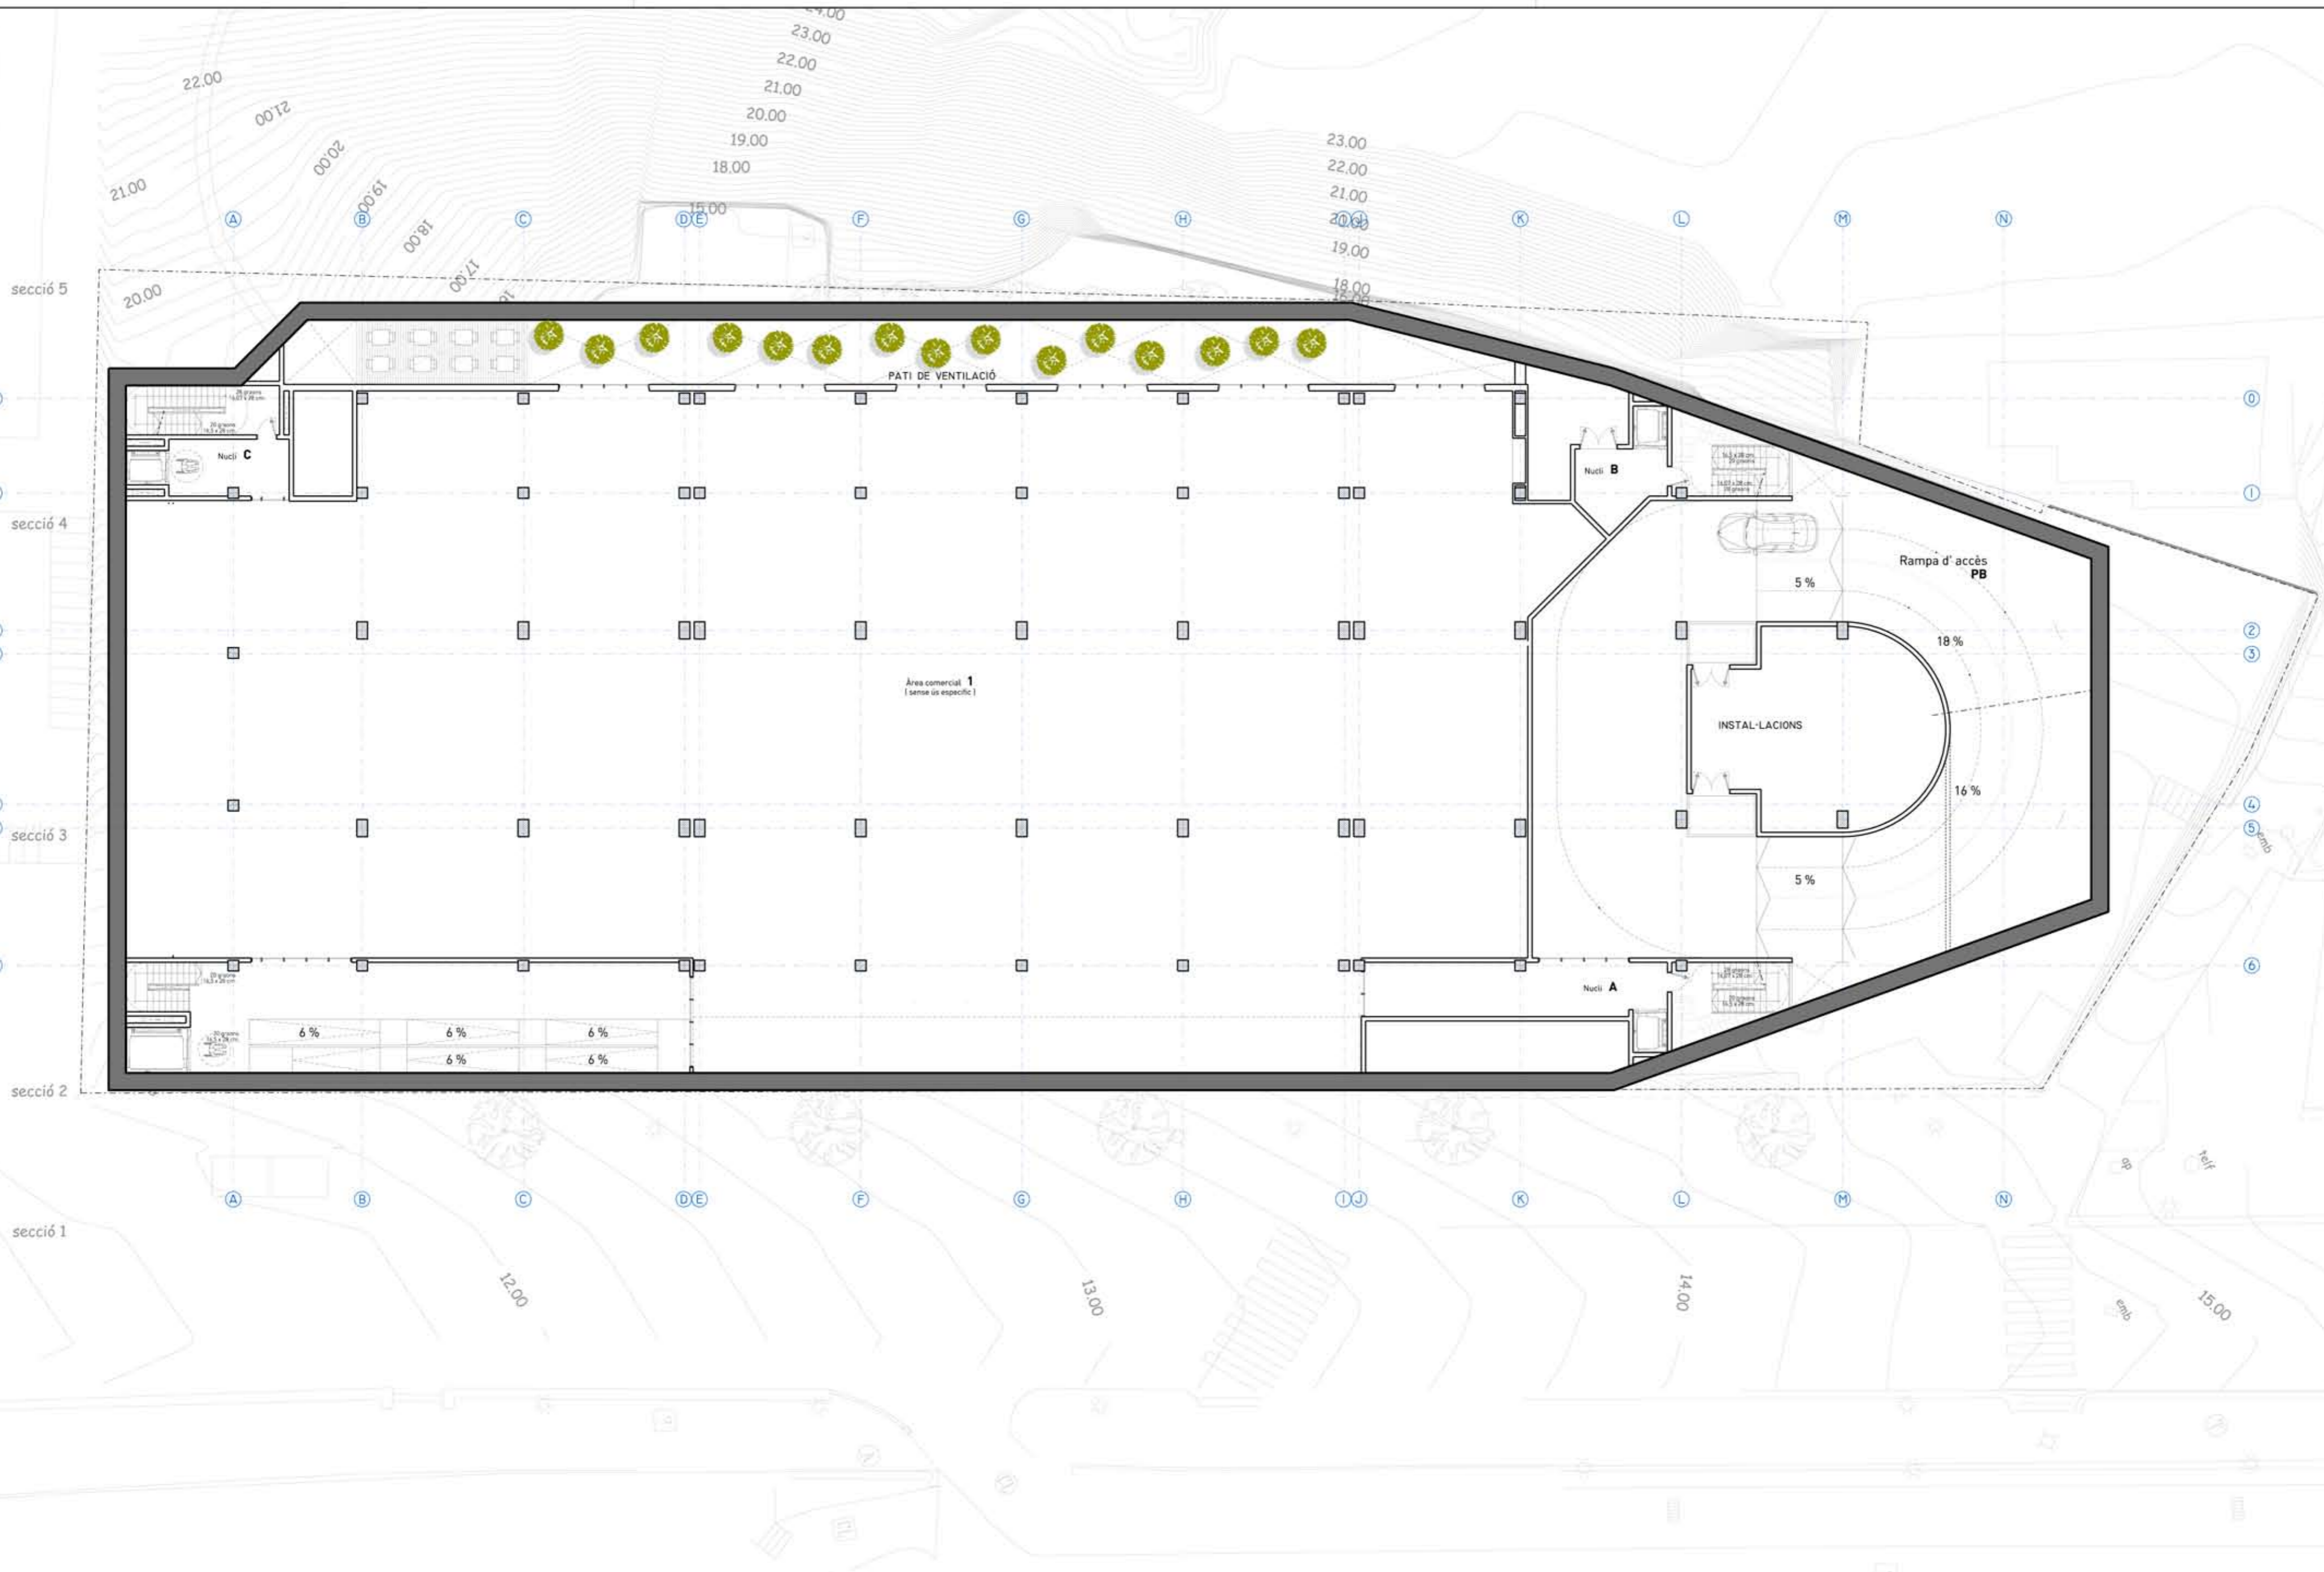 24.00
23.00
22.00
21.00
20.00
19.00
18.00
15.00
22.00
21.00
20.00
19.00
18.00
17.00
21.00
20.00
23.00
22.00
21.00
20.00
19.00
18.00
A B C D E F G H I J K L M N
secció 5
secció 4
secció 3
secció 2
secció 1
PATI DE VENTILACIÓ
Nucli C
Nucli B
Nucli A
Rampa d' accès
PB
5 %
18 %
16 %
5 %
Àrea comercial 1
( sense ús específic )
INSTAL·LACIONS
6 % 6 % 6 %
6 % 6 %
0
1
2
3
4
5
6
emb
A B C D E F G H I J K L M N
ap
telf
emb
12.00
13.00
14.00
15.00